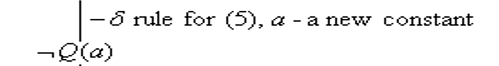 – δ rule for (5), a - a new constant
¬Q(a)